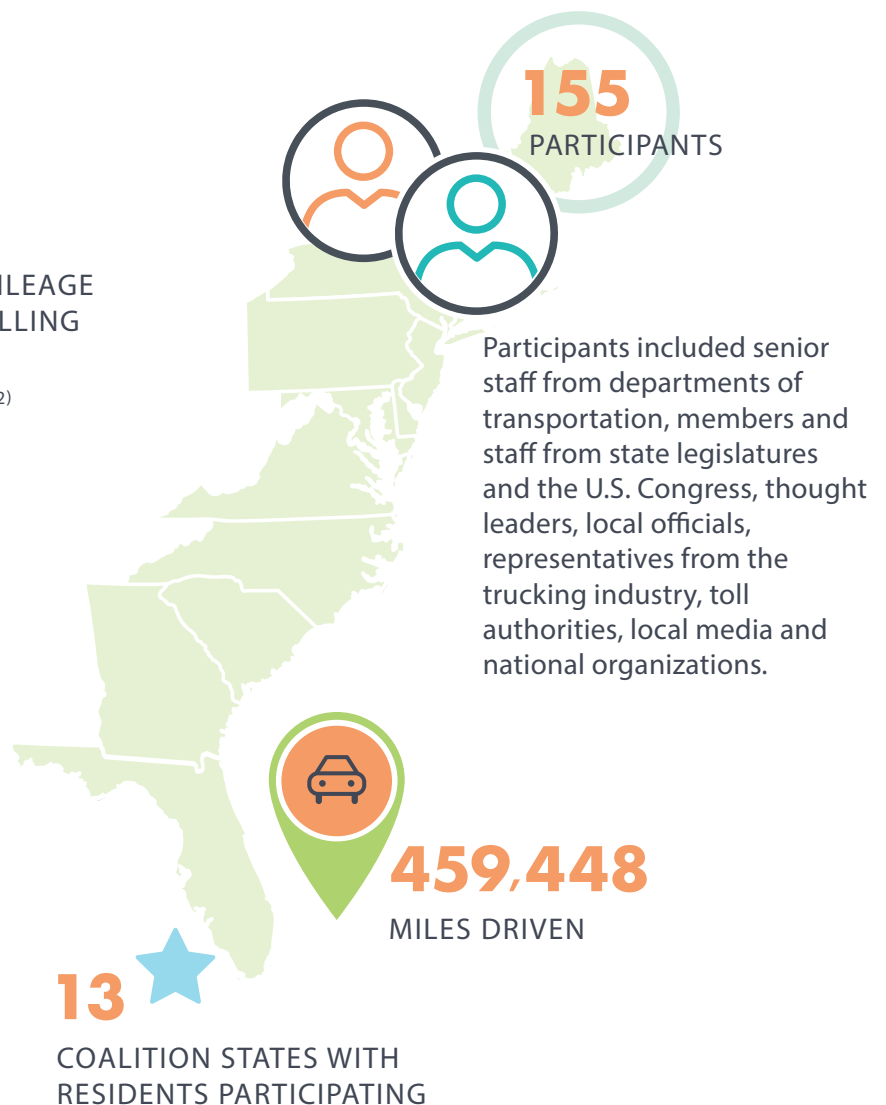 155
PARTICIPANTS
ILEAGE
LLING
2)
Participants included senior
staff from departments of
transportation, members and
staff from state legislatures
and the U.S. Congress, thought
leaders, local officials,
representatives from the
trucking industry, toll
authorities, local media and
national organizations.
459,448
MILES DRIVEN
13
COALITION STATES WITH
RESIDENTS PARTICIPATING